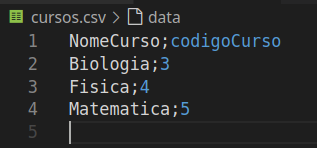 cursos.csv > data
1 NomeCurso;codigoCurso
2 Biologia;3
3 Fisica;4
4 Matematica;5
5